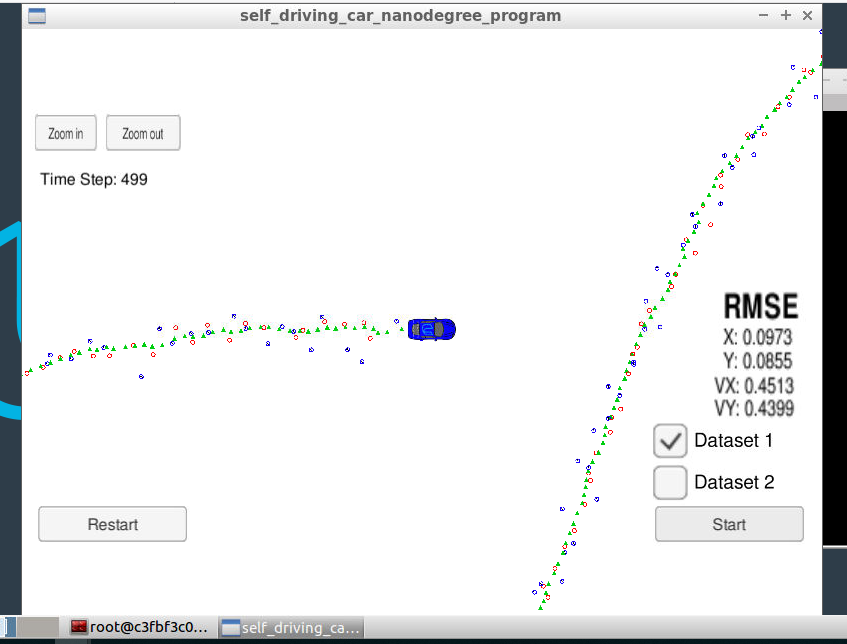 self_driving_car_nanodegree_program
Zoom in
Zoom out
Time Step: 499
RMSE
X: 0.0973
Y: 0.0855
VX: 0.4513
VY: 0.4399
Dataset 1
Dataset 2
Restart
Start
root@c3fbf3c0...
self_driving_ca...